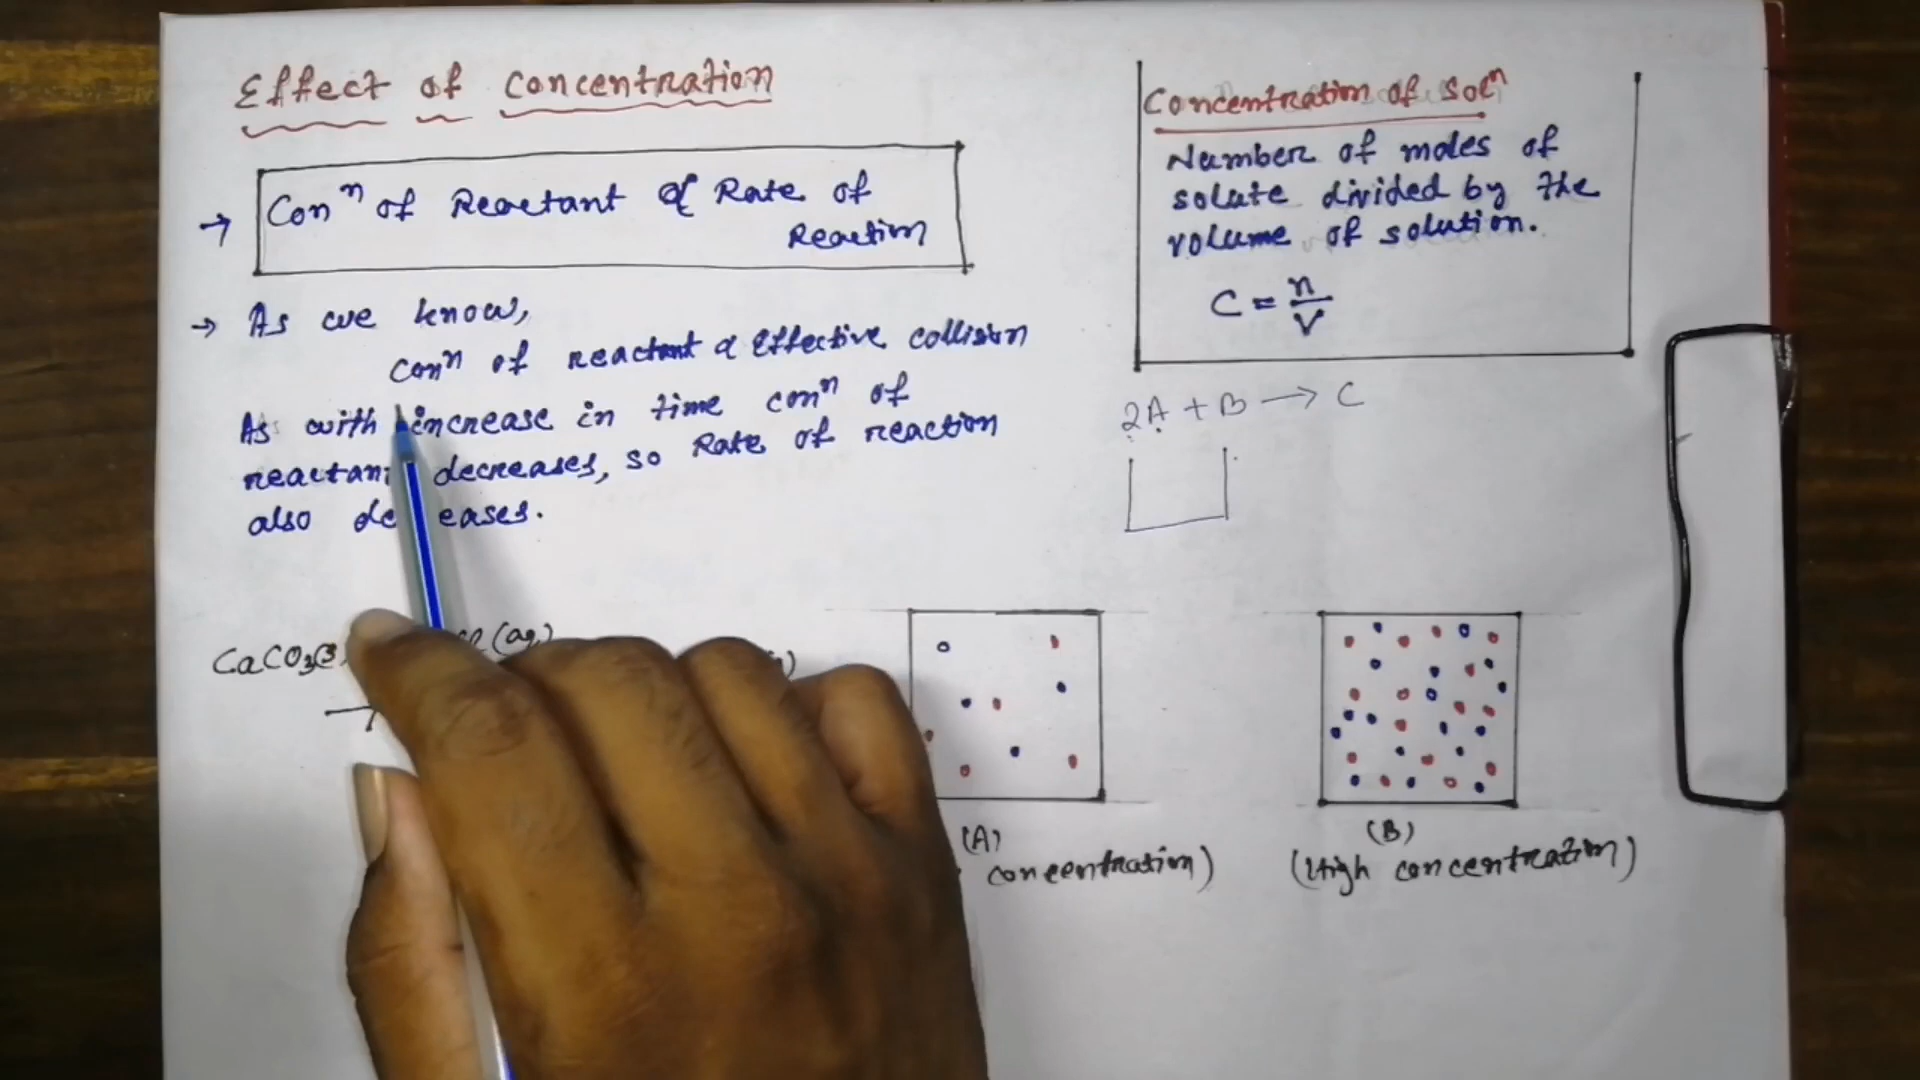 Effect of concentration
→ Conⁿ of Reactant α Rate of
Reaction
→ As we know,
conⁿ of reactant α Effective collision
As with increase in time conⁿ of
reactant decreases, so Rate of reaction
also de eases.
CaCO₃(s)
(aq)
Concentration of solⁿ
Number of moles of
solute divided by the
volume of solution.
C = n/V
2A + B → C
(A)
concentration)
(B)
(High concentration)